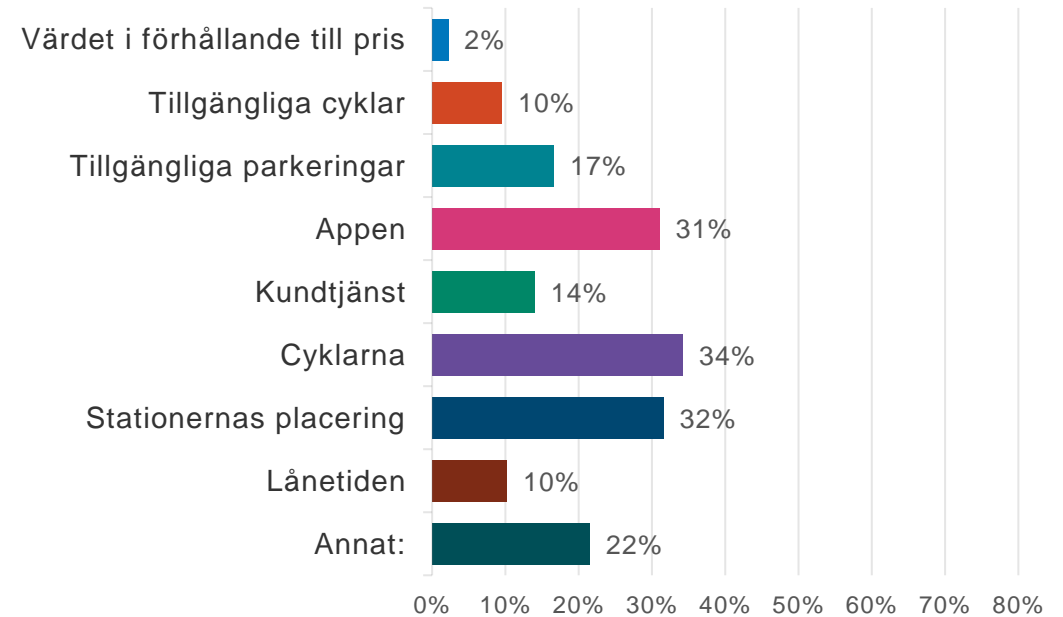 Värdet i förhållande till pris 2%
Tillgängliga cyklar 10%
Tillgängliga parkeringar 17%
Appen 31%
Kundtjänst 14%
Cyklarna 34%
Stationernas placering 32%
Lånetiden 10%
Annat: 22%
0% 10% 20% 30% 40% 50% 60% 70% 80%